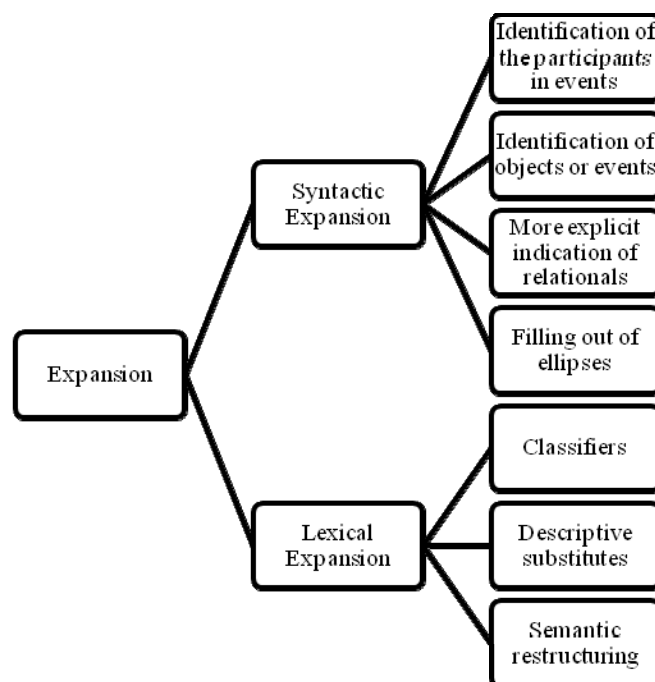 Identification of
the participants
in events
Identification of
objects or events
Syntactic
Expansion
More explicit
indication of
relationals
Filling out of
ellipses
Expansion
Classifiers
Lexical
Expansion
Descriptive
substitutes
Semantic
restructuring